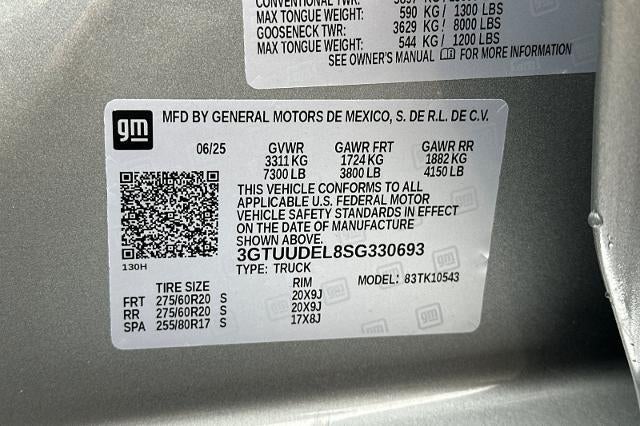 CONVENTIONAL TWR:
MAX TONGUE WEIGHT: 590 KG / 1300 LBS
GOOSENECK TWR: 3629 KG / 8000 LBS
MAX TONGUE WEIGHT: 544 KG / 1200 LBS
SEE OWNER'S MANUAL FOR MORE INFORMATION
gm MFD BY GENERAL MOTORS DE MEXICO, S. DE R.L. DE C.V.
06/25 GVWR GAWR FRT GAWR RR
3311 KG 1724 KG 1882 KG
7300 LB 3800 LB 4150 LB
THIS VEHICLE CONFORMS TO ALL
APPLICABLE U.S. FEDERAL MOTOR
VEHICLE SAFETY STANDARDS IN EFFECT
ON THE DATE OF MANUFACTURE
SHOWN ABOVE.
3GTUUDEL8SG330693
130H TYPE: TRUCK
TIRE SIZE RIM MODEL: 83TK10543
FRT 275/60R20 S 20X9J
RR 275/60R20 S 20X9J
SPA 255/80R17 S 17X8J